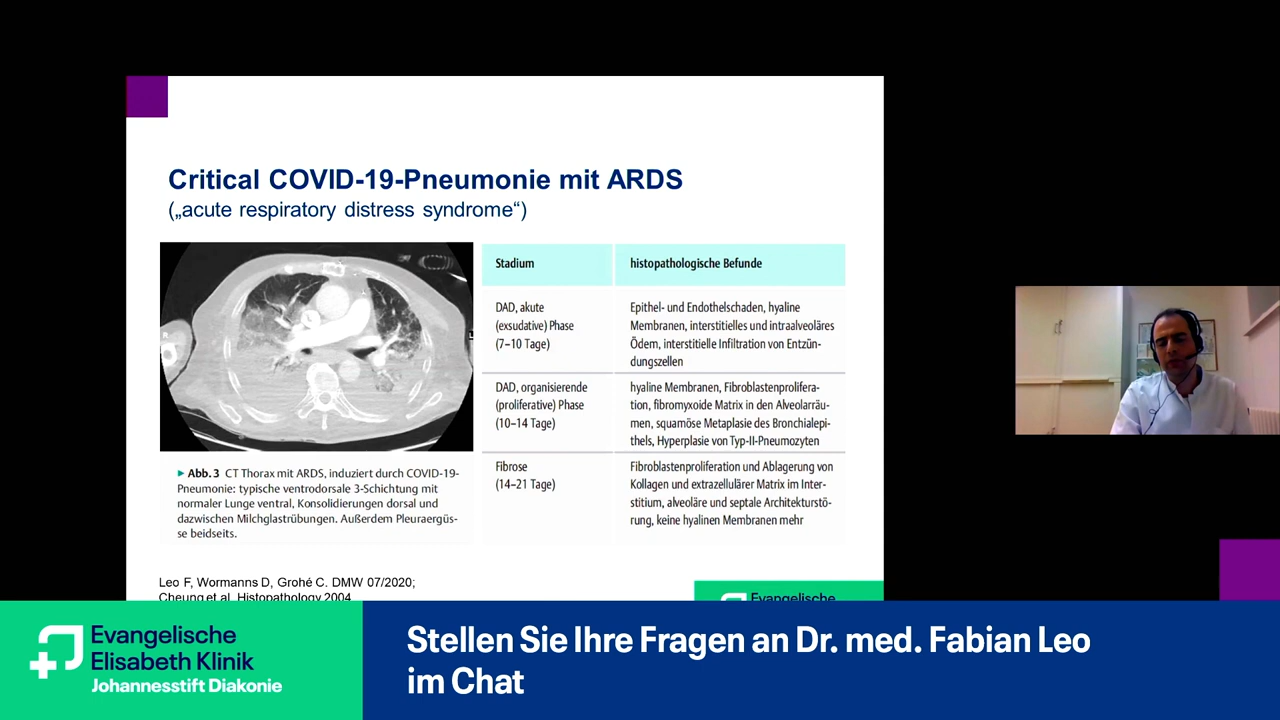 Critical COVID-19-Pneumonie mit ARDS
(„acute respiratory distress syndrome“)
Stadium
histopathologische Befunde
DAD, akute
(exsudative) Phase
(7–10 Tage)
Epithel- und Endothelschaden, hyaline
Membranen, interstitielles und intraalveoläres
Ödem, interstitielle Infiltration von Entzün-
dungszellen
DAD, organisierende
(proliferative) Phase
(10–14 Tage)
hyaline Membranen, Fibroblastenprolifera-
tion, fibromyxoide Matrix in den Alveolarräu-
men, squamöse Metaplasie des Bronchialepi-
thels, Hyperplasie von Typ-II-Pneumozyten
Fibrose
(14–21 Tage)
Fibroblastenproliferation und Ablagerung von
Kollagen und extrazellulärer Matrix im Inter-
stitium, alveoläre und septale Architekturstö-
rung, keine hyalinen Membranen mehr
▶ Abb. 3 CT Thorax mit ARDS, induziert durch COVID-19-
Pneumonie: typische ventrodorsale 3-Schichtung mit
normaler Lunge ventral, Konsolidierungen dorsal und
dazwischen Milchglastrübungen. Außerdem Pleuraergüs-
se beidseits.
Leo F, Wormanns D, Grohé C. DMW 07/2020;
Cheung et al. Histopathology 2004
Evangelische
Evangelische
Elisabeth Klinik
Johannesstift Diakonie
Stellen Sie Ihre Fragen an Dr. med. Fabian Leo
im Chat